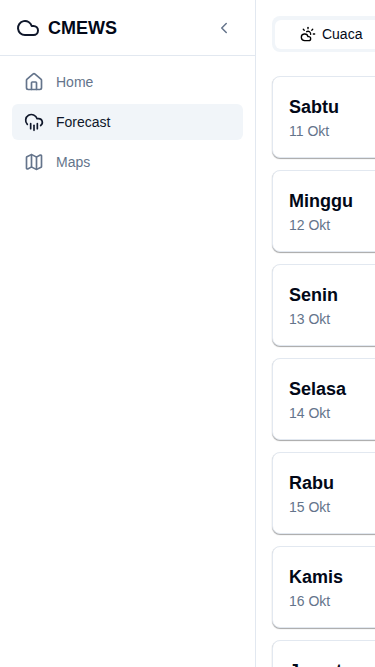 CMEWS
Home
Forecast
Maps
Cuaca
Sabtu
11 Okt
Minggu
12 Okt
Senin
13 Okt
Selasa
14 Okt
Rabu
15 Okt
Kamis
16 Okt